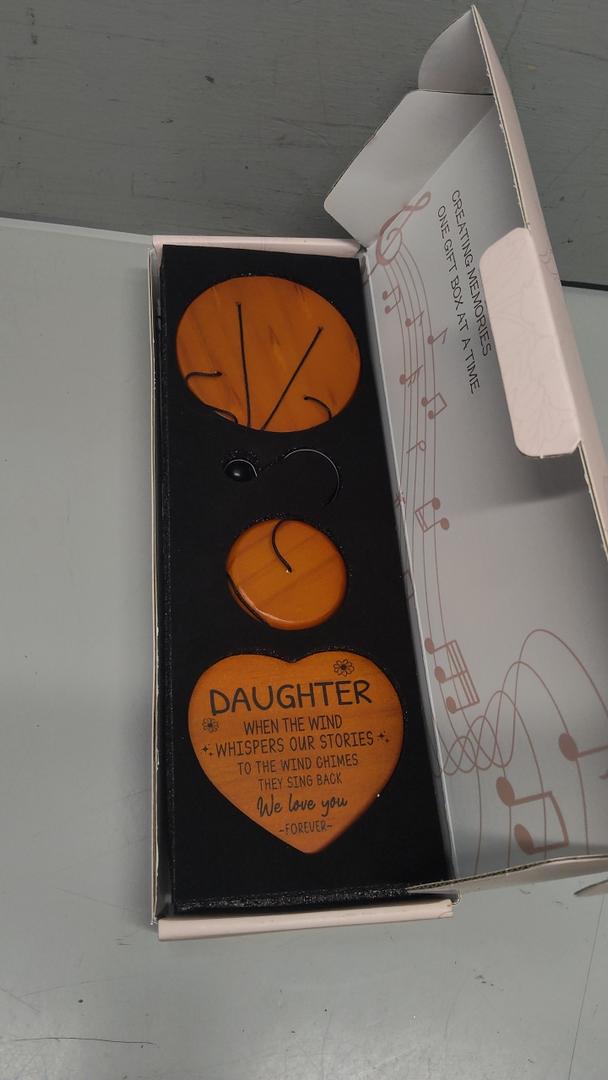 CREATING MEMORIES
ONE GIFT BOX AT A TIME
DAUGHTER
WHEN THE WIND
WHISPERS OUR STORIES
TO THE WIND CHIMES
THEY SING BACK
We love you
~FOREVER~